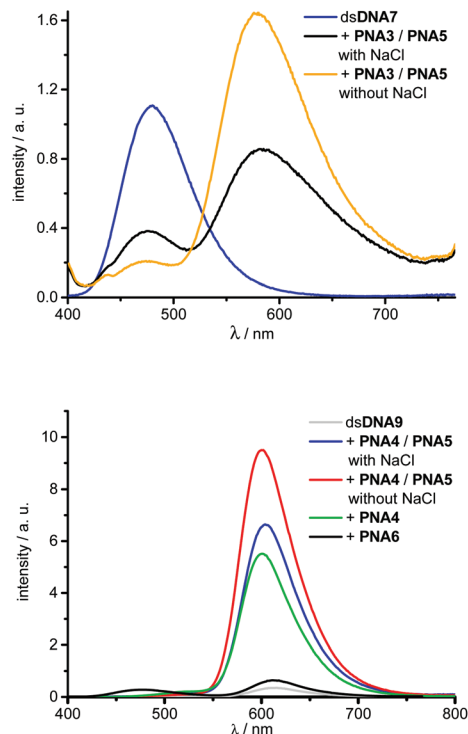 1.6
1.2
0.8
0.4
0.0
intensity / a. u.
dsDNA7
+ PNA3 / PNA5
with NaCl
+ PNA3 / PNA5
without NaCl
400
500
600
700
λ / nm
10
8
6
4
2
0
intensity / a. u.
dsDNA9
+ PNA4 / PNA5
with NaCl
+ PNA4 / PNA5
without NaCl
+ PNA4
+ PNA6
400
500
600
700
800
λ / nm